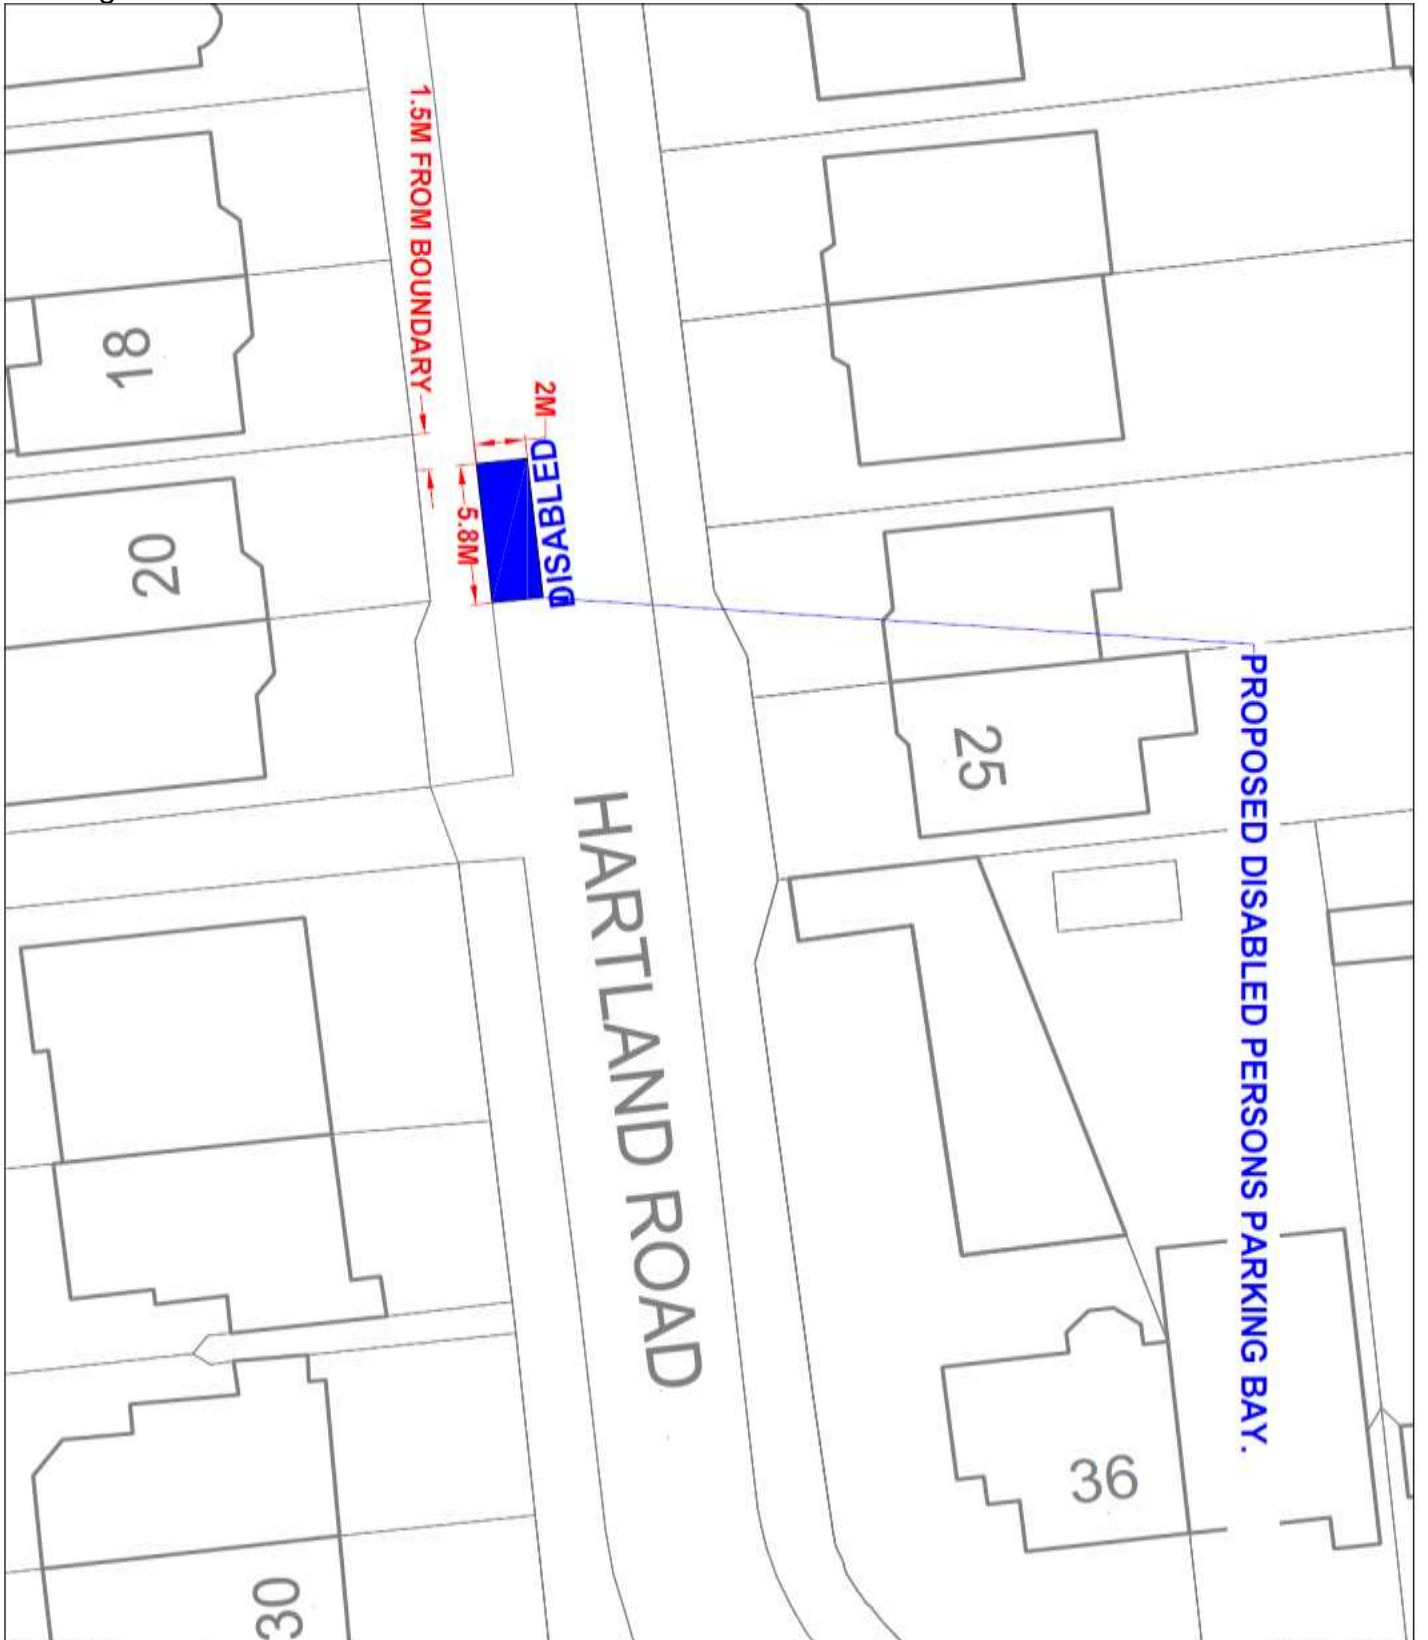 1.5M FROM BOUNDARY
18
2M
DISABLED
5.8M
20
25
HARTLAND ROAD
PROPOSED DISABLED PERSONS PARKING BAY.
36
30